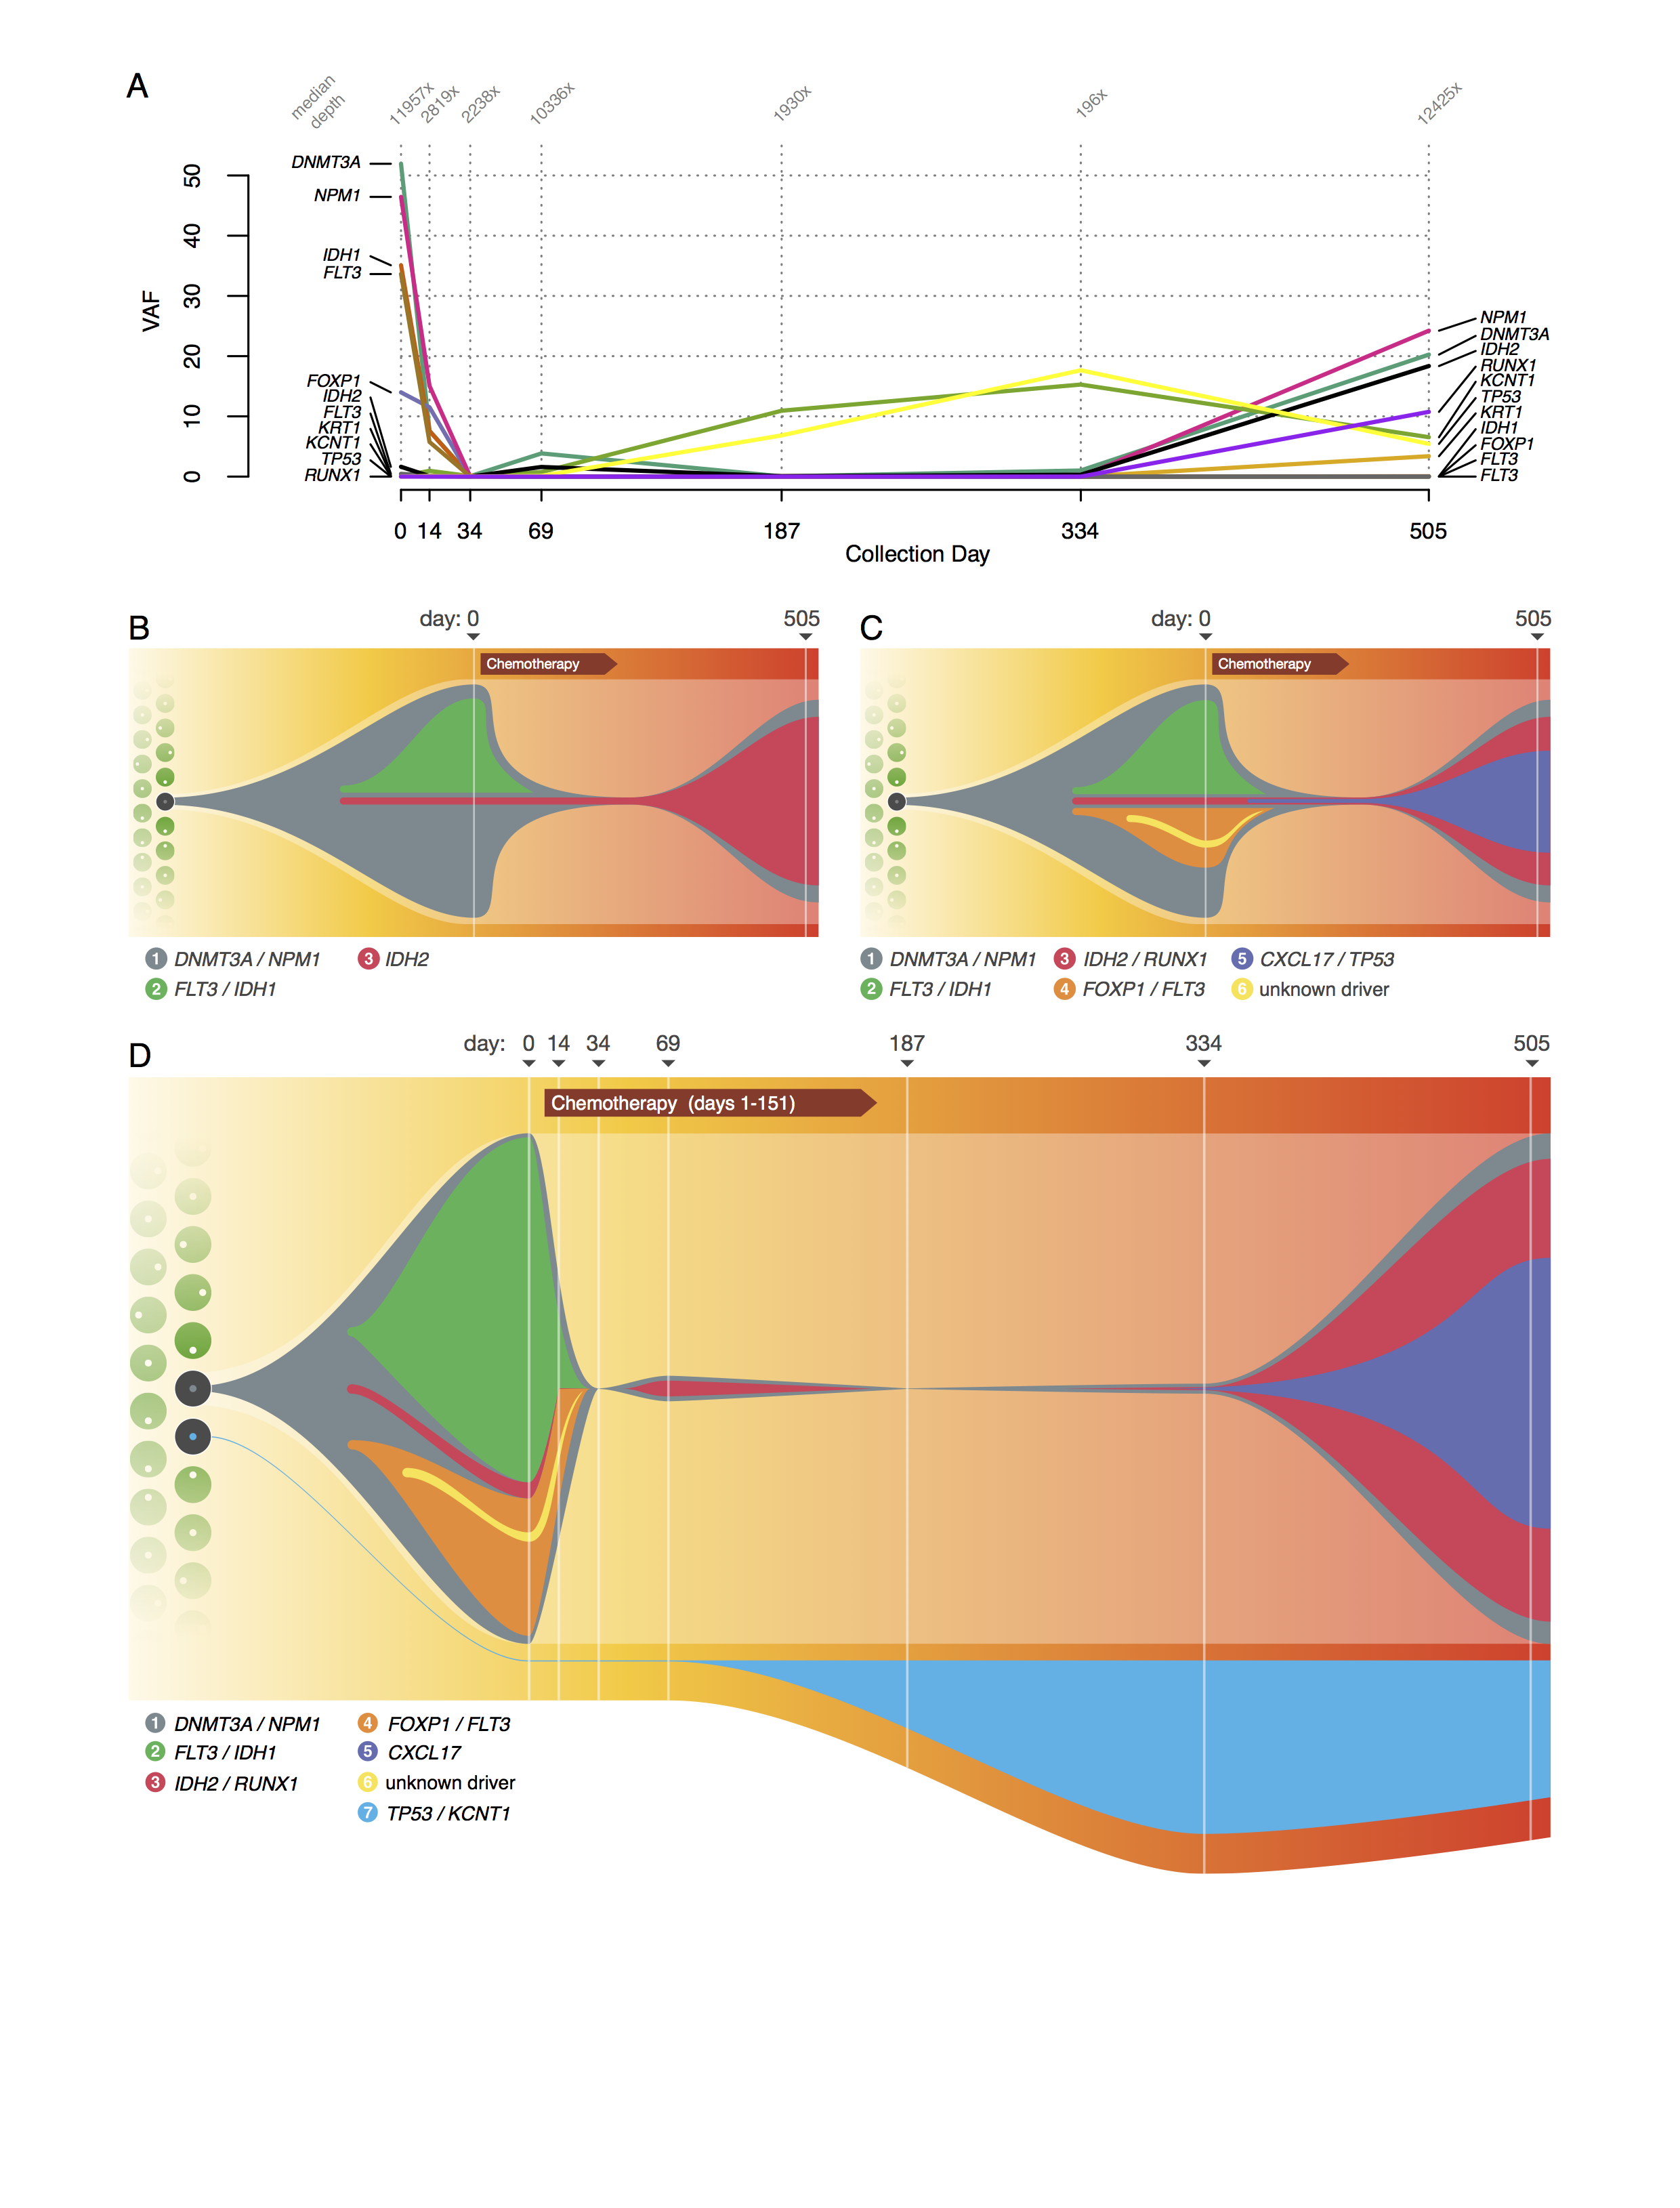 A
median
depth
11957x
2819x
2238x
10336x
1930x
196x
12425x
VAF
50
40
30
20
10
0
DNMT3A
NPM1
IDH1
FLT3
FOXP1
IDH2
FLT3
KRT1
KCNT1
TP53
RUNX1
NPM1
DNMT3A
IDH2
RUNX1
KCNT1
TP53
KRT1
IDH1
FOXP1
FLT3
FLT3
0 14 34 69 187 334 505
Collection Day
B
day: 0 505
Chemotherapy
1 DNMT3A / NPM1 3 IDH2
2 FLT3 / IDH1
C
day: 0 505
Chemotherapy
1 DNMT3A / NPM1 3 IDH2 / RUNX1 5 CXCL17 / TP53
2 FLT3 / IDH1 4 FOXP1 / FLT3 6 unknown driver
D
day: 0 14 34 69 187 334 505
Chemotherapy (days 1-151)
1 DNMT3A / NPM1 4 FOXP1 / FLT3
2 FLT3 / IDH1 5 CXCL17
3 IDH2 / RUNX1 6 unknown driver
7 TP53 / KCNT1